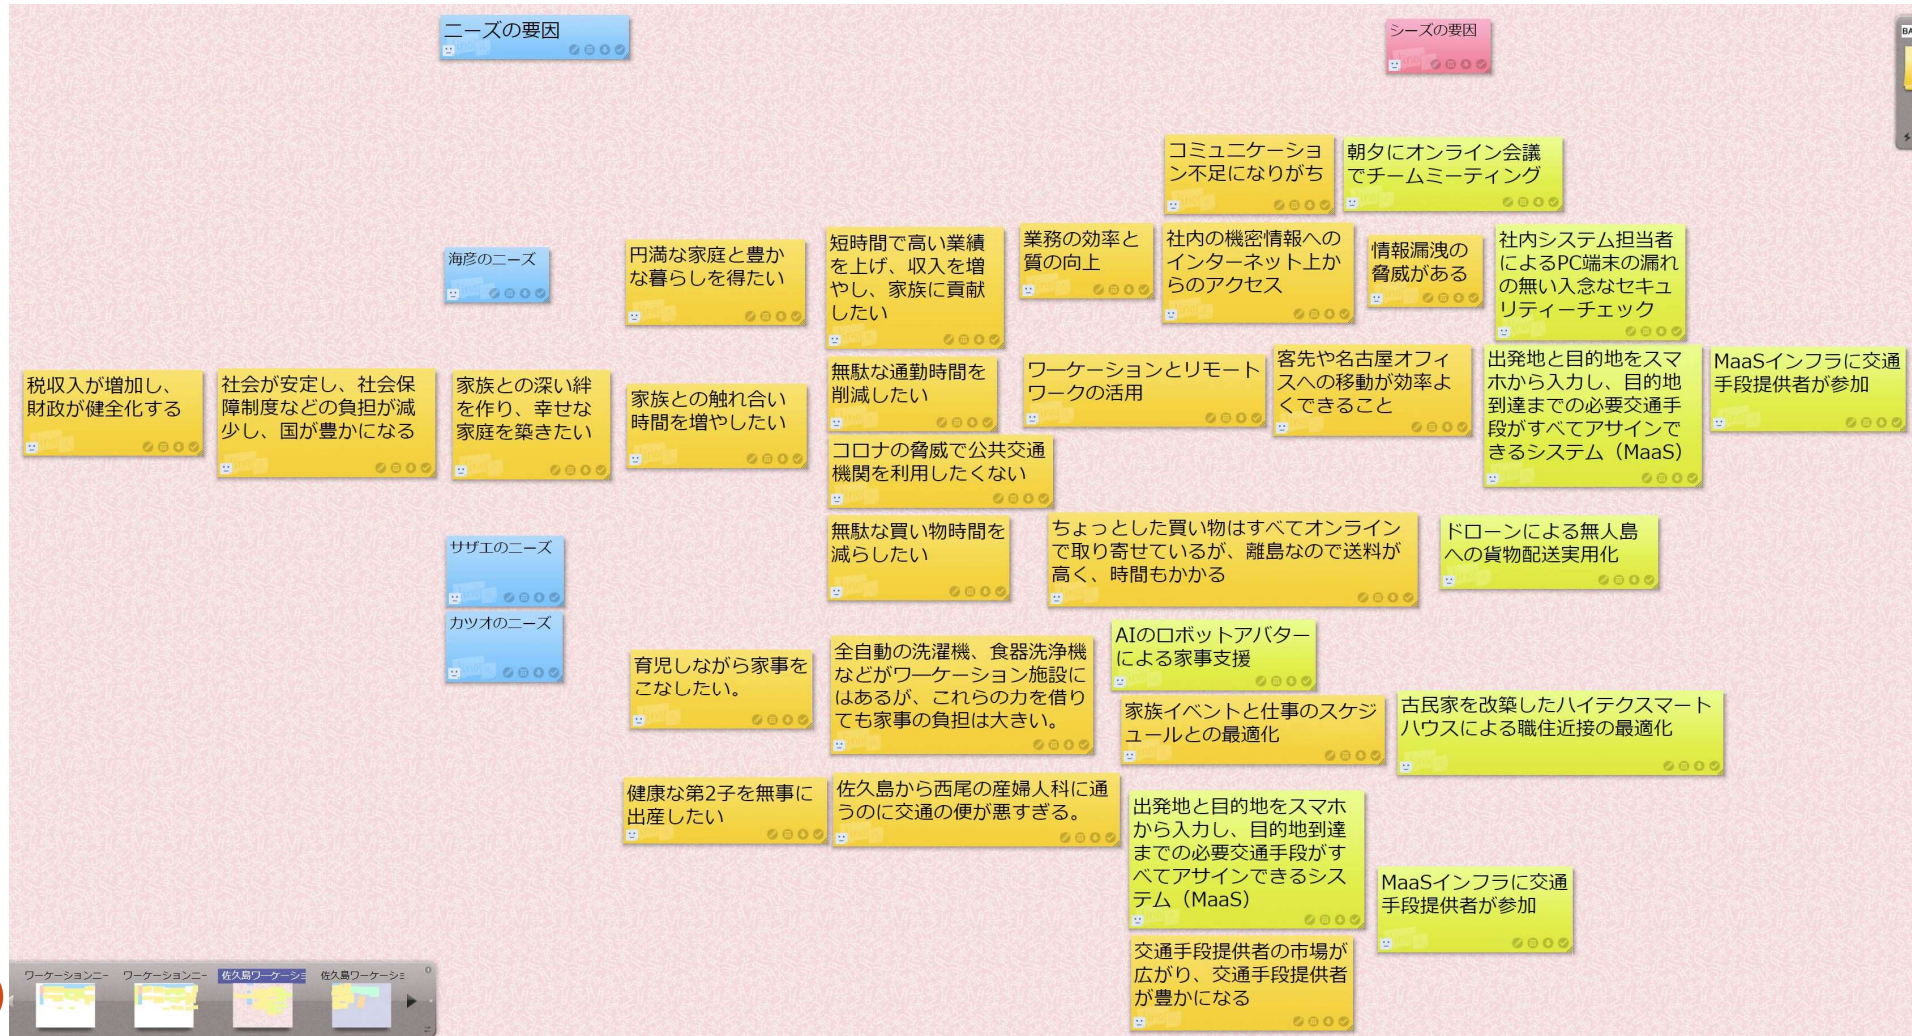 ニーズの要因
シーズの要因
BA
コミュニケーショ
ン不足になりがち
朝夕にオンライン会議
でチームミーティング
海彦のニーズ
円満な家庭と豊か
な暮らしを得たい
短時間で高い業績
を上げ、収入を増
やし、家族に貢献
したい
業務の効率と
質の向上
社内の機密情報への
インターネット上か
らのアクセス
情報漏洩の
脅威がある
社内システム担当者
によるPC端末の漏れ
の無い入念なセキュ
リティーチェック
税収入が増加し、
財政が健全化する
社会が安定し、社会保
障制度などの負担が減
少し、国が豊かになる
家族との深い絆
を作り、幸せな
家庭を築きたい
家族との触れ合い
時間を増やしたい
無駄な通勤時間を
削減したい
ワーケーションとリモート
ワークの活用
客先や名古屋オフィ
スへの移動が効率よ
くできること
出発地と目的地をスマ
ホから入力し、目的地
到達までの必要交通手
段がすべてアサインで
きるシステム（MaaS）
MaaSインフラに交通
手段提供者が参加
コロナの脅威で公共交通
機関を利用したくない
サザエのニーズ
無駄な買い物時間を
減らしたい
ちょっとした買い物はすべてオンライン
で取り寄せているが、離島なので送料が
高く、時間もかかる
ドローンによる無人島
への貨物配送実用化
カツオのニーズ
育児しながら家事を
こなしたい。
全自動の洗濯機、食器洗浄機
などがワーケーション施設に
はあるが、これらの力を借り
ても家事の負担は大きい。
AIのロボットアバター
による家事支援
家族イベントと仕事のスケジ
ュールとの最適化
古民家を改築したハイテクスマート
ハウスによる職住近接の最適化
健康な第2子を無事に
出産したい
佐久島から西尾の産婦人科に通
うのに交通の便が悪すぎる。
出発地と目的地をスマホ
から入力し、目的地到達
までの必要交通手段がす
べてアサインできるシス
テム（MaaS）
MaaSインフラに交通
手段提供者が参加
交通手段提供者の市場が
広がり、交通手段提供者
が豊かになる
ワーケーションニー
ワーケーションニー
佐久島ワーケーショ
佐久島ワーケーショ